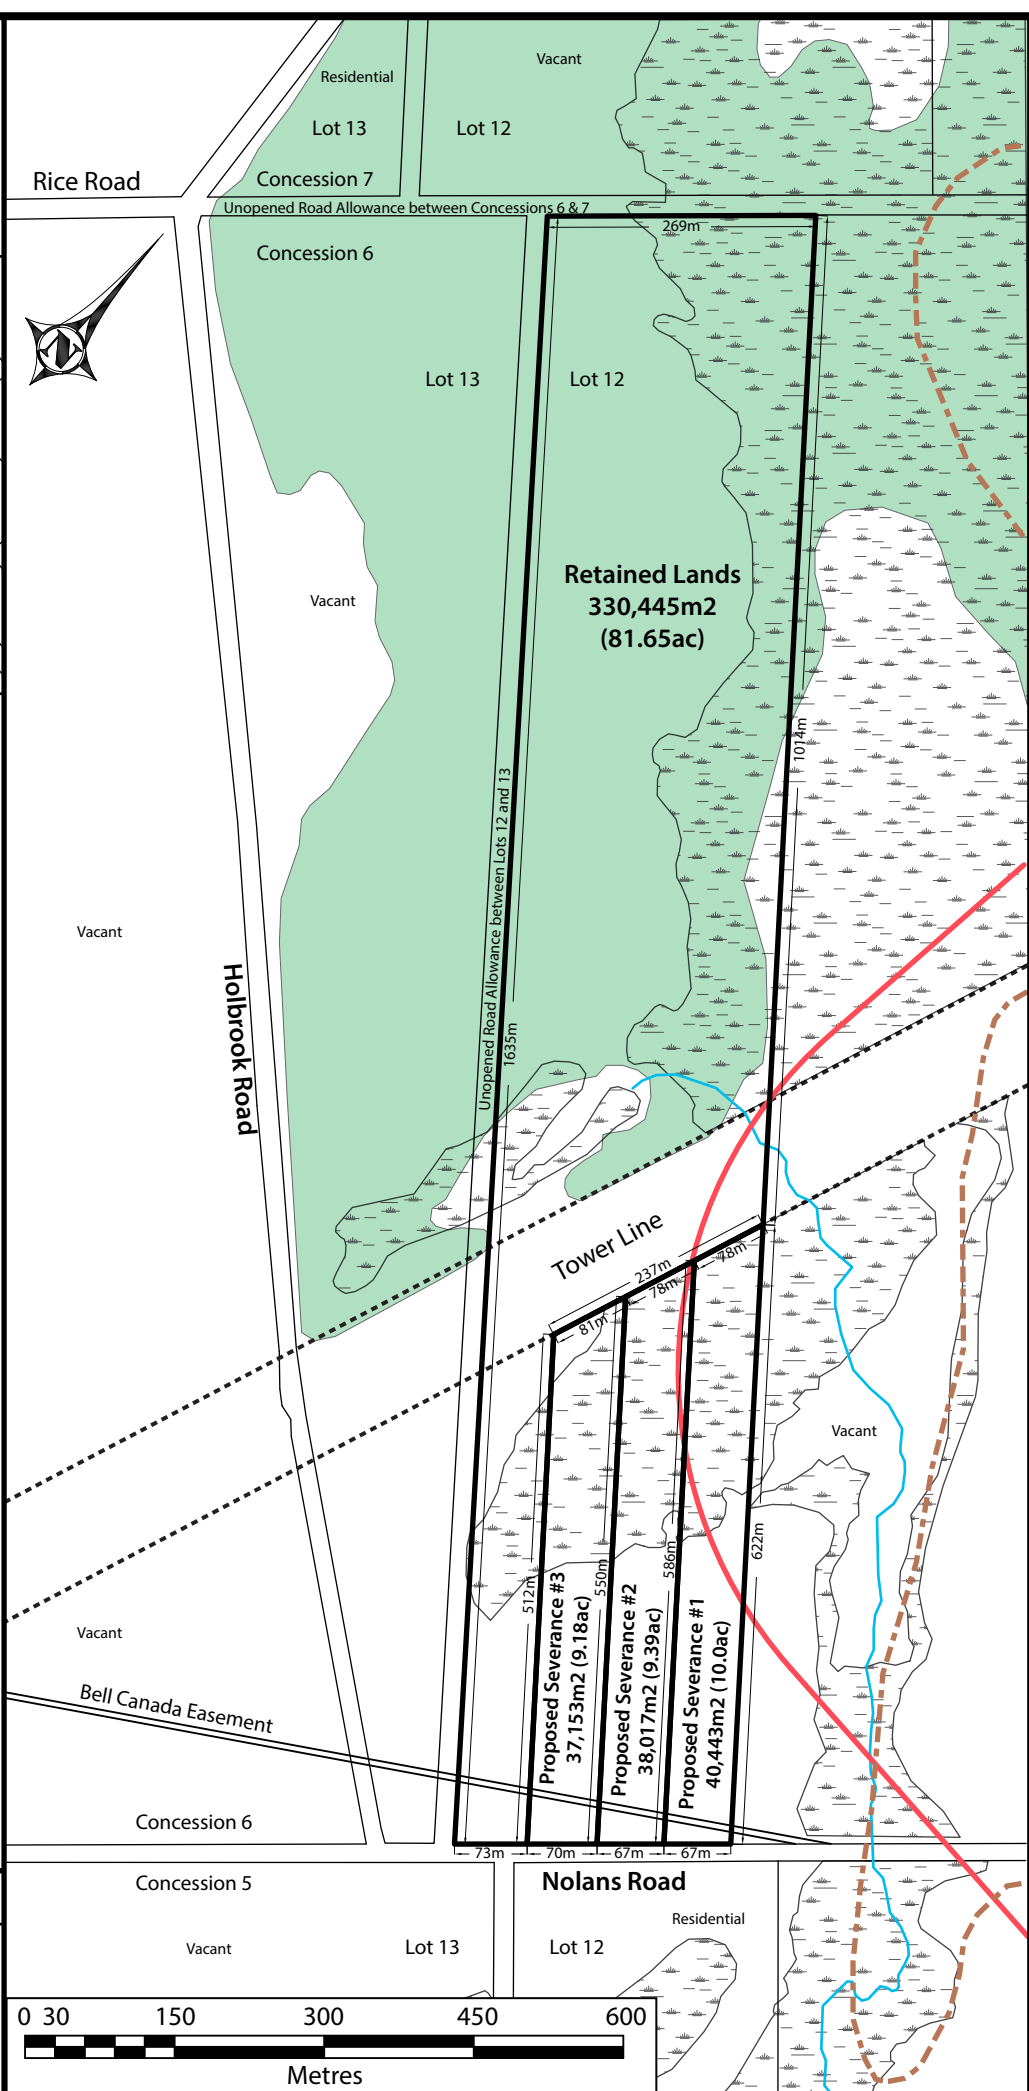 Residential
Vacant
Lot 13
Lot 12
Rice Road
Concession 7
Unopened Road Allowance between Concessions 6 & 7
269m
Concession 6
N
Lot 13
Lot 12
Retained Lands
330,445m2
(81.65ac)
Vacant
1014m
Unopened Road Allowance between Lots 12 and 13
Vacant
Holbrook Road
1635m
Tower Line
237m
78m
78m
81m
Vacant
622m
586m
550m
512m
Proposed Severance #3
37,153m2 (9.18ac)
Proposed Severance #2
38,017m2 (9.39ac)
Proposed Severance #1
40,443m2 (10.0ac)
Vacant
Bell Canada Easement
Concession 6
73m
70m
67m
67m
Concession 5
Nolans Road
Residential
Vacant
Lot 13
Lot 12
0 30 150 300 450 600
Metres